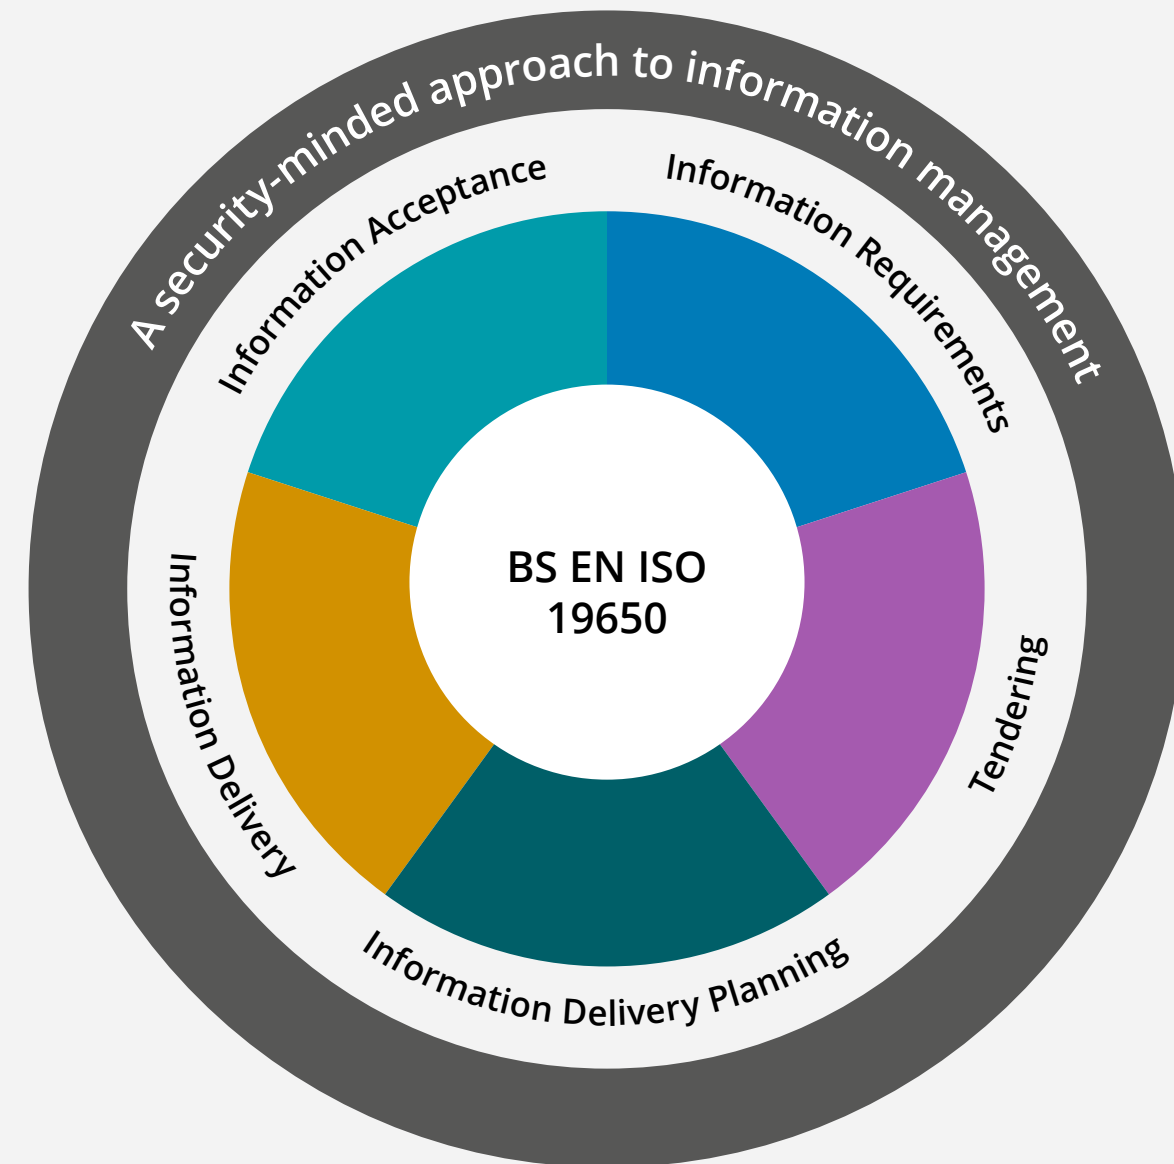 A security-minded approach to information management
Information Acceptance
Information Requirements
BS EN ISO
19650
Information Delivery
Tendering
Information Delivery Planning